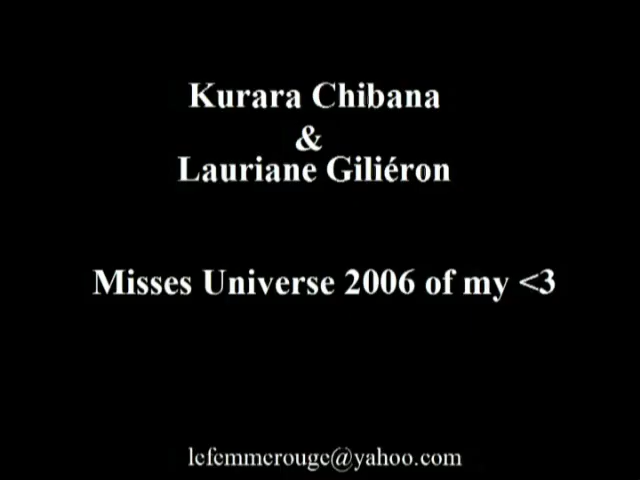 Kurara Chibana
&
Lauriane Giliéron
Misses Universe 2006 of my <3
lefemmerouge@yahoo.com